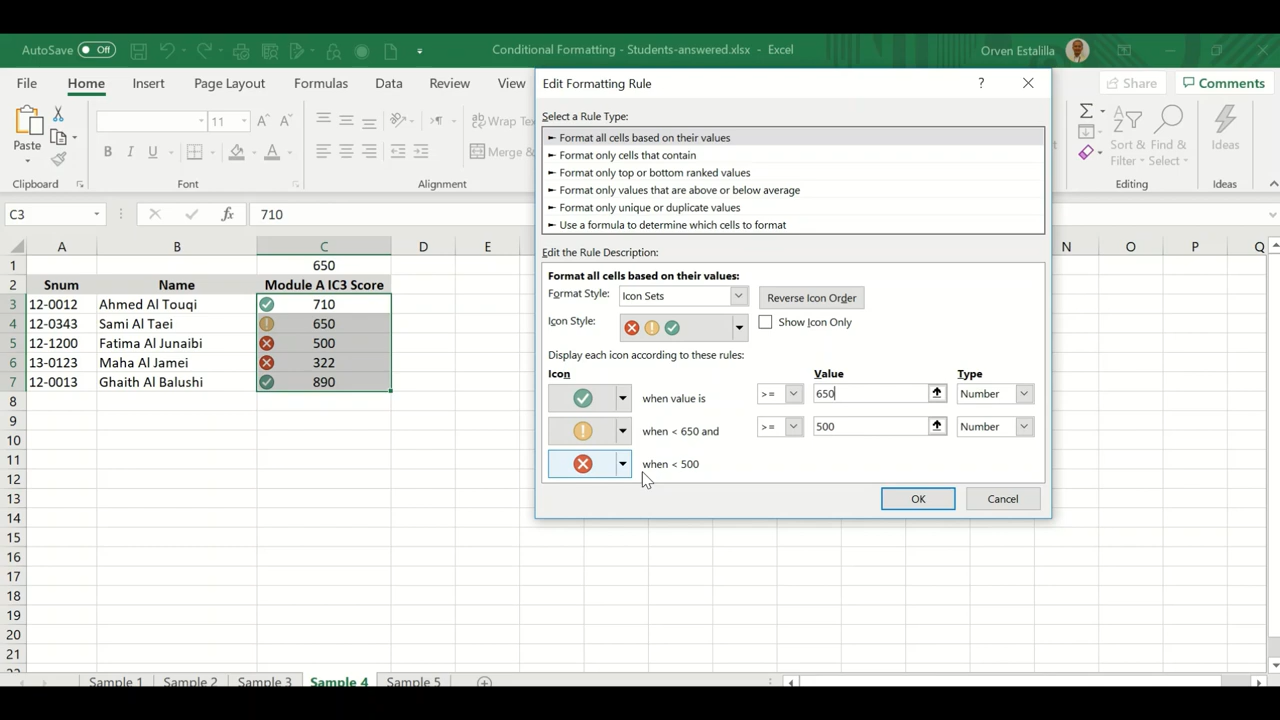 AutoSave Off
Conditional Formatting - Students-answered.xlsx - Excel
Orven Estalilla
File Home Insert Page Layout Formulas Data Review View
Share Comments
Paste
11
Wrap Tex
Merge &
Sort & Filter
Find & Select
Ideas
Clipboard Font Alignment Editing Ideas
C3 fx 710
A B C D E N O P Q
1 650
2 Snum Name Module A IC3 Score
3 12-0012 Ahmed Al Touqi 710
4 12-0343 Sami Al Taei 650
5 12-1200 Fatima Al Junaibi 500
6 13-0123 Maha Al Jamei 322
7 12-0013 Ghaith Al Balushi 890
8
9
10
11
12
13
14
15
16
17
18
19
20
21
Sample 1 Sample 2 Sample 3 Sample 4 Sample 5
Edit Formatting Rule ?
Select a Rule Type:
► Format all cells based on their values
► Format only cells that contain
► Format only top or bottom ranked values
► Format only values that are above or below average
► Format only unique or duplicate values
► Use a formula to determine which cells to format
Edit the Rule Description:
Format all cells based on their values:
Format Style: Icon Sets Reverse Icon Order
Icon Style: Show Icon Only
Display each icon according to these rules:
Icon Value Type
when value is >= 650 Number
when < 650 and >= 500 Number
when < 500
OK Cancel